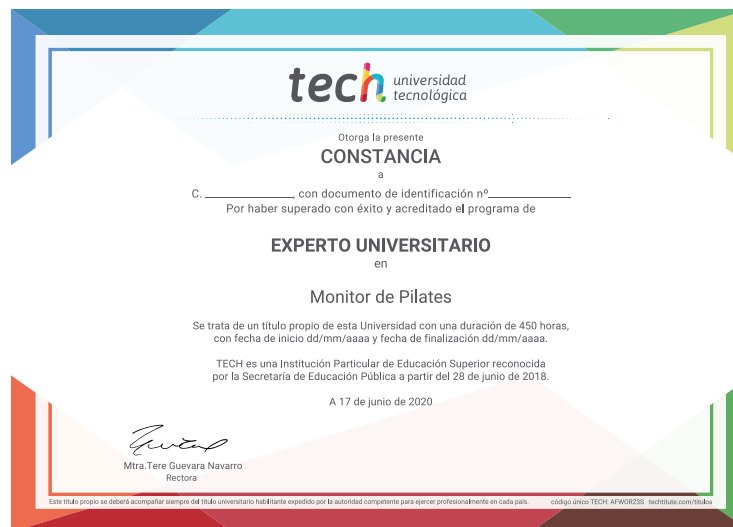 tech universidad
tecnológica
Otorga la presente
CONSTANCIA
a
C. ______________, con documento de identificación nº_____________
Por haber superado con éxito y acreditado el programa de
EXPERTO UNIVERSITARIO
en
Monitor de Pilates
Se trata de un título propio de esta Universidad con una duración de 450 horas,
con fecha de inicio dd/mm/aaaa y fecha de finalización dd/mm/aaaa.
TECH es una Institución Particular de Educación Superior reconocida
por la Secretaría de Educación Pública a partir del 28 de junio de 2018.
A 17 de junio de 2020
Mtra.Tere Guevara Navarro
Rectora
Este título propio se deberá acompañar siempre del título universitario habilitante expedido por la autoridad competente para ejercer profesionalmente en cada país. código único TECH: AFWOR23S techtitute.com/titulos